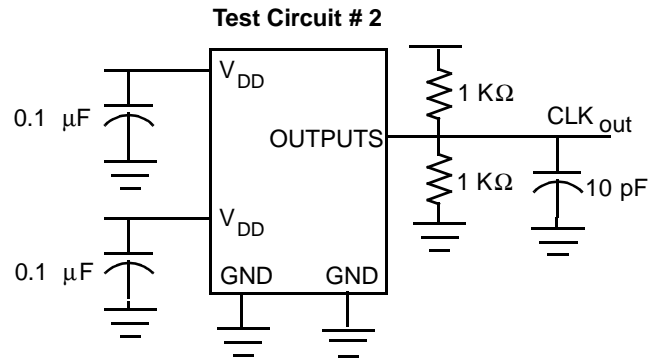 Test Circuit # 2
V DD
0.1 μF
1 KΩ
OUTPUTS
CLK out
1 KΩ
10 pF
V DD
0.1 μF
GND GND